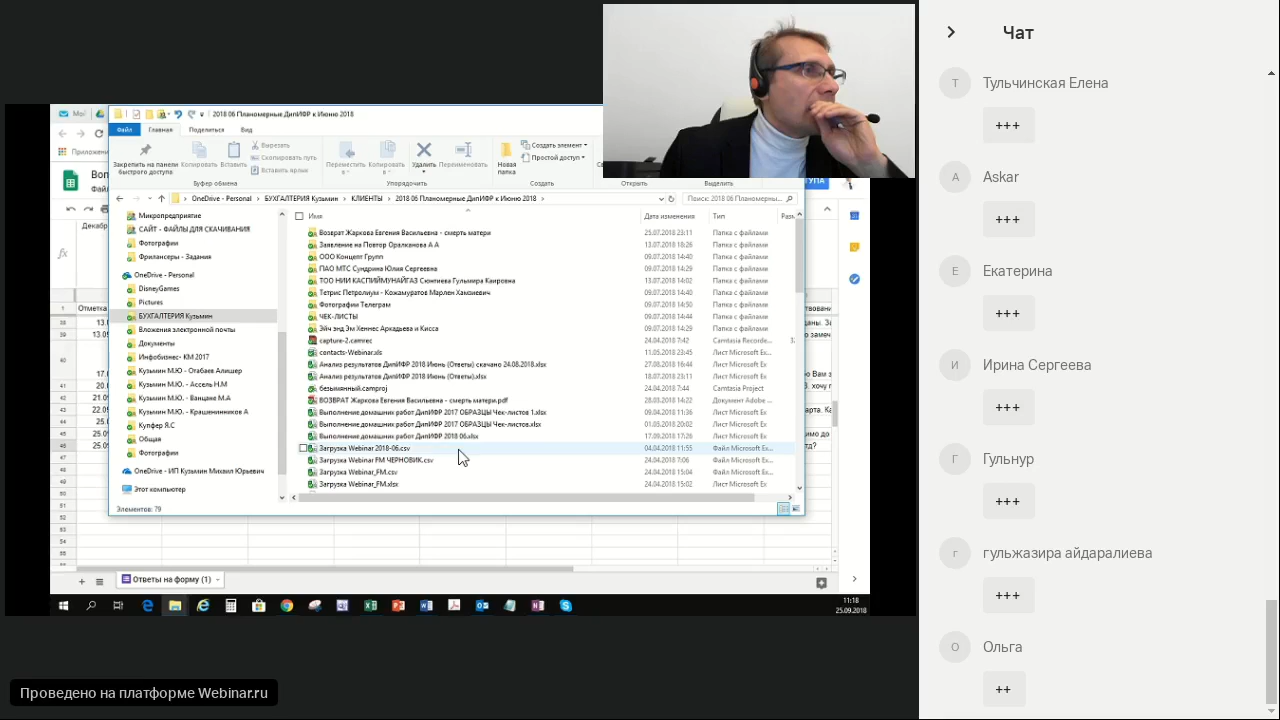 2018 06 Планомерные ДипИФР к Июню 2018
Файл
Главная
Поделиться
Вид
Закрепить на панели быстрого доступа
Копировать
Вставить
Вырезать
Скопировать путь
Вставить ярлык
Переместить в
Копировать в
Удалить
Переименовать
Новая папка
Создать элемент
Простой доступ
Буфер обмена
Упорядочить
Создать
Открыть
Выделить
OneDrive - Personal
БУХГАЛТЕРИЯ Кузьмин
КЛИЕНТЫ
2018 06 Планомерные ДипИФР к Июню 2018
Поиск: 2018 06 Планомерны...
Микропредприятие
САЙТ - ФАЙЛЫ ДЛЯ СКАЧИВАНИЯ
Фотографии
Фрилансеры - Задания
OneDrive - Personal
DisneyGames
Pictures
БУХГАЛТЕРИЯ Кузьмин
Вложения электронной почты
Документы
Инфобизнес- КМ 2017
Кузьмин М.Ю - Отабаев Алишер
Кузьмин М.Ю. - Ассель Н.М
Кузьмин М.Ю. - Ванцаке М.А
Кузьмин М.Ю. - Крашенинников А
Купфер Я.С
Общая
Фотографии
OneDrive - ИП Кузьмин Михаил Юрьевич
Этот компьютер
Имя Дата изменения Тип
Возврат Жаркова Евгения Васильевна - смерть матери 25.07.2018 23:11 Папка с файлами
Заявление на Повтор Оралканова А А 13.07.2018 18:26 Папка с файлами
ООО Концепт Групп 09.07.2018 14:40 Папка с файлами
ПАО МТС Сундрина Юлия Сергеевна 09.07.2018 14:29 Папка с файлами
ТОО НИИ КАСПИЙМУНАЙГАЗ Сюнтиева Гульмира Каировна 13.07.2018 14:02 Папка с файлами
Тетрис Петролиум - Кожамуратов Марлен Хамзиевич 09.07.2018 14:40 Папка с файлами
Фотографии Телеграм 09.07.2018 14:50 Папка с файлами
ЧЕК-ЛИСТЫ 09.07.2018 14:44 Папка с файлами
Эйч энд Эм Хеннес Аркадьева и Кисса 09.07.2018 14:29 Папка с файлами
capture-2.camrec 24.04.2018 7:42 Camtasia Recorde...
contacts-Webinar.xls 11.05.2018 23:45 Лист Microsoft Ex...
Анализ результатов ДипИФР 2018 Июнь (Ответы) скачано 24.08.2018.xlsx 27.08.2018 16:44 Лист Microsoft Ex...
Анализ результатов ДипИФР 2018 Июнь (Ответы).xlsx 18.07.2018 23:11 Лист Microsoft Ex...
безымянный.camproj 24.04.2018 7:44 Camtasia Project
ВОЗВРАТ Жаркова Евгения Васильевна - смерть матери.pdf 28.03.2018 14:22 Документ Adobe ...
Выполнение домашних работ ДипИФР 2017 ОБРАЗЦЫ Чек-листов 1.xlsx 09.04.2018 11:36 Лист Microsoft Ex...
Выполнение домашних работ ДипИФР 2017 ОБРАЗЦЫ Чек-листов.xlsx 01.05.2018 20:02 Лист Microsoft Ex...
Выполнение домашних работ ДипИФР 2018 06.xlsx 17.09.2018 17:26 Лист Microsoft Ex...
Загрузка Webinar 2018-06.csv 04.04.2018 11:55 Файл Microsoft Ex...
Загрузка Webinar FM ЧЕРНОВИК.csv 24.04.2018 7:06 Файл Microsoft Ex...
Загрузка Webinar_FM.csv 24.04.2018 15:04 Файл Microsoft Ex...
Загрузка Webinar_FM.xlsx 24.04.2018 15:02 Лист Microsoft Ex...
Элементов: 79
Ответы на форму (1)
11:18
25.09.2018
Проведено на платформе Webinar.ru
Чат
Т
Тульчинская Елена
+++
A
Askar
+++
Е
Екатерина
+++
И
Ирина Сергеева
+++
Г
Гульнур
+++
г
гульжазира айдаралиева
+++
О
Ольга
++